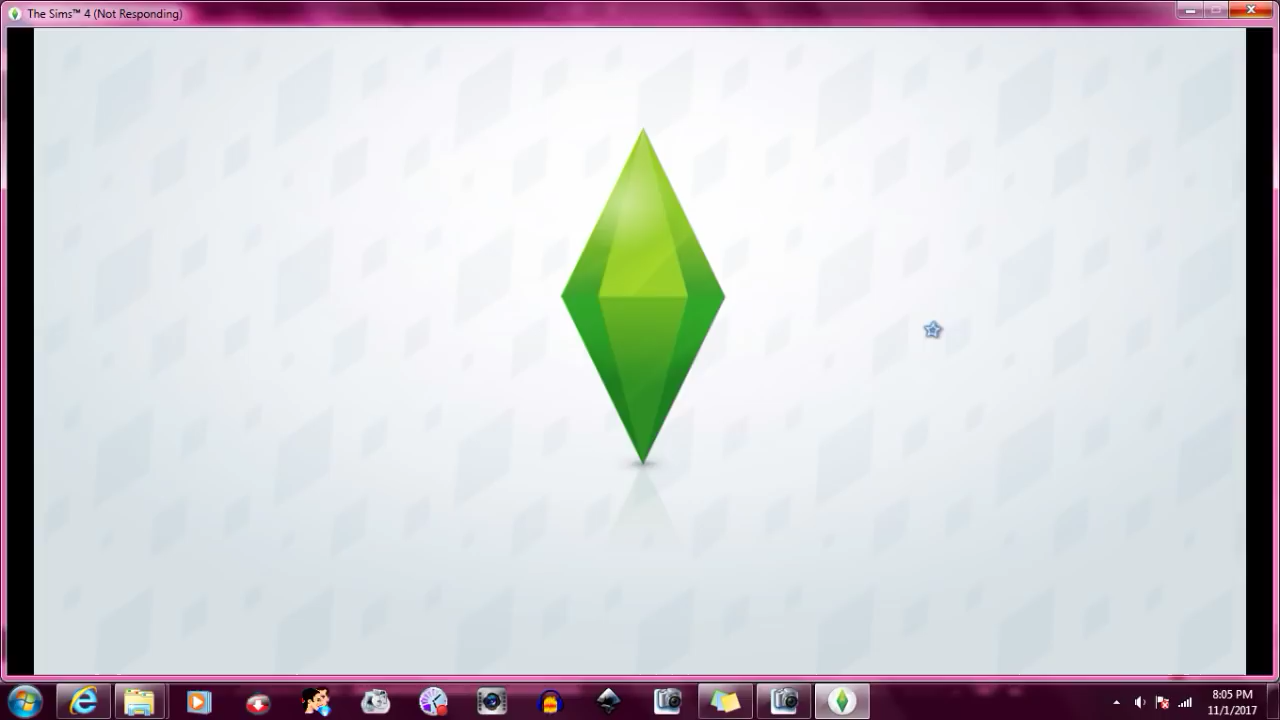 The Sims™ 4 (Not Responding)
8:05 PM
11/1/2017